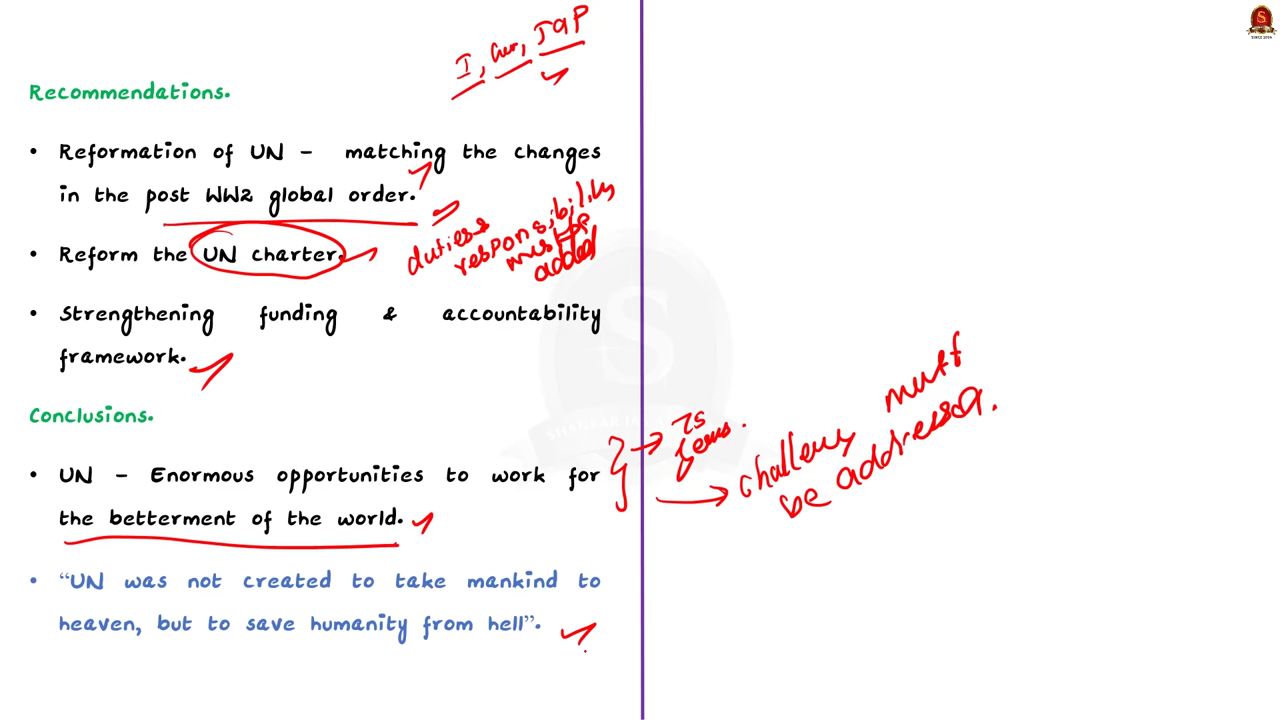 I, Ger, JAP
Recommendations.
• Reformation of UN – matching the changes
in the post WW2 global order.
duties
responsibility
must be
added
• Reform the UN charter.
• Strengthening funding & accountability
framework.
Conclusions.
• UN – Enormous opportunities to work for
the betterment of the world.
75
years.
must
be addressed.
• “UN was not created to take mankind to
heaven, but to save humanity from hell”.